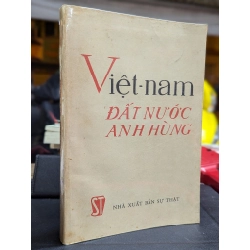 Việt-nam
ĐẤT NƯỚC
ANH HÙNG
ST
NHÀ XUẤT BẢN SỰ THẬT